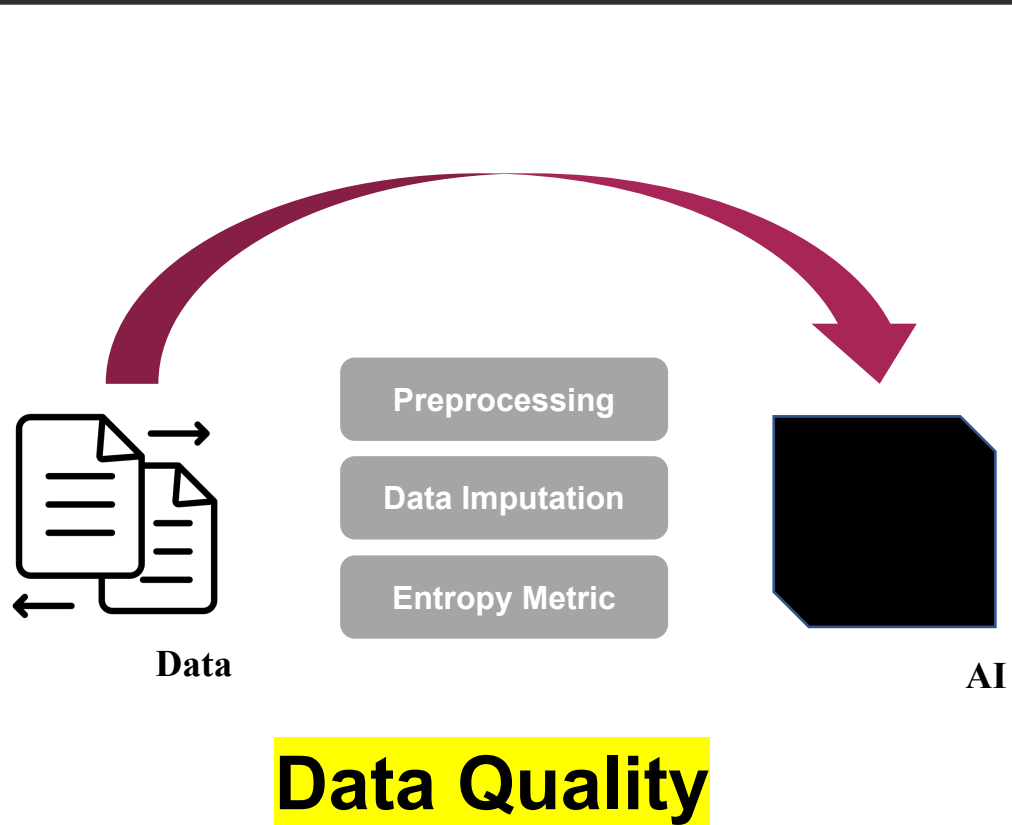 Preprocessing
Data Imputation
Entropy Metric
Data
AI
Data Quality